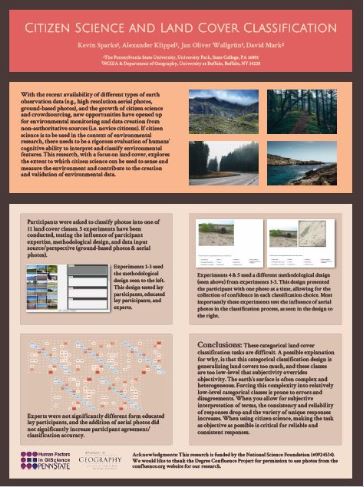 CITIZEN SCIENCE AND LAND COVER CLASSIFICATION
Kevin Sparks¹, Alexander Klippel¹, Jan Oliver Wallgrün¹, David Mark²
¹The Pennsylvania State University, University Park, State College, PA 16801
²NCGIA & Department of Geography, University at Buffalo, Buffalo, NY 14228
With the recent availability of different types of earth
observation data (e.g., high resolution aerial photos,
ground-based photos), and the growth of citizen science
and crowdsourcing, new opportunities have opened up
for environmental monitoring and data creation from
non-authoritative sources (i.e. novice citizens). If citizen
science is to be used in the context of environmental
research, there needs to be a rigorous evaluation of humans'
cognitive ability to interpret and classify environmental
features. This research, with a focus on land cover, explores
the extent to which citizen science can be used to sense and
measure the environment and contribute to the creation
and validation of environmental data.
Participants were asked to classify photos into one of
11 land cover classes. 5 experiments have been
conducted, testing the influence of participant
expertise, methodological design, and data input
source/perspective (ground-based photos & aerial
photos).
Experiments 1-3 used
the methodological
design seen to the left.
This design tested lay
participants, educated
lay participants, and
experts.
Experiments 4 & 5 used a different methodological design
(seen above) from experiments 1-3. This design presented
the participant with one photo at a time, allowing for the
collection of confidence in each classification choice. Most
importantly these experiments test the influence of aerial
photos in the classification process, as seen in the design to
the right.
Experts were not significantly different form educated
lay participants, and the addition of aerial photos did
not significantly increase participant agreement/
classification accuracy.
Conclusions: These categorical land cover
classification tasks are difficult. A possible explanation
for why, is that this categorical classification design is
generalizing land covers too much, and these classes
are too low-level that subjectivity overrides
objectivity. The earth's surface is often complex and
heterogeneous. Forcing this complexity into relatively
low-level categorical classes is prone to errors and
disagreements. When you allow for subjective
interpretation of terms, the consistency and reliability
of responses drop and the variety of unique responses
increases. When using citizen science, making the task
as objective as possible is critical for reliable and
consistent responses.
Human Factors
in GIScience
PENNSTATE
GEOGRAPHY
Acknowledgments: This research is funded by the National Science Foundation (#0924534).
We would like to thank the Degree Confluence Project for permission to use photos from the
confluence.org website for our research.